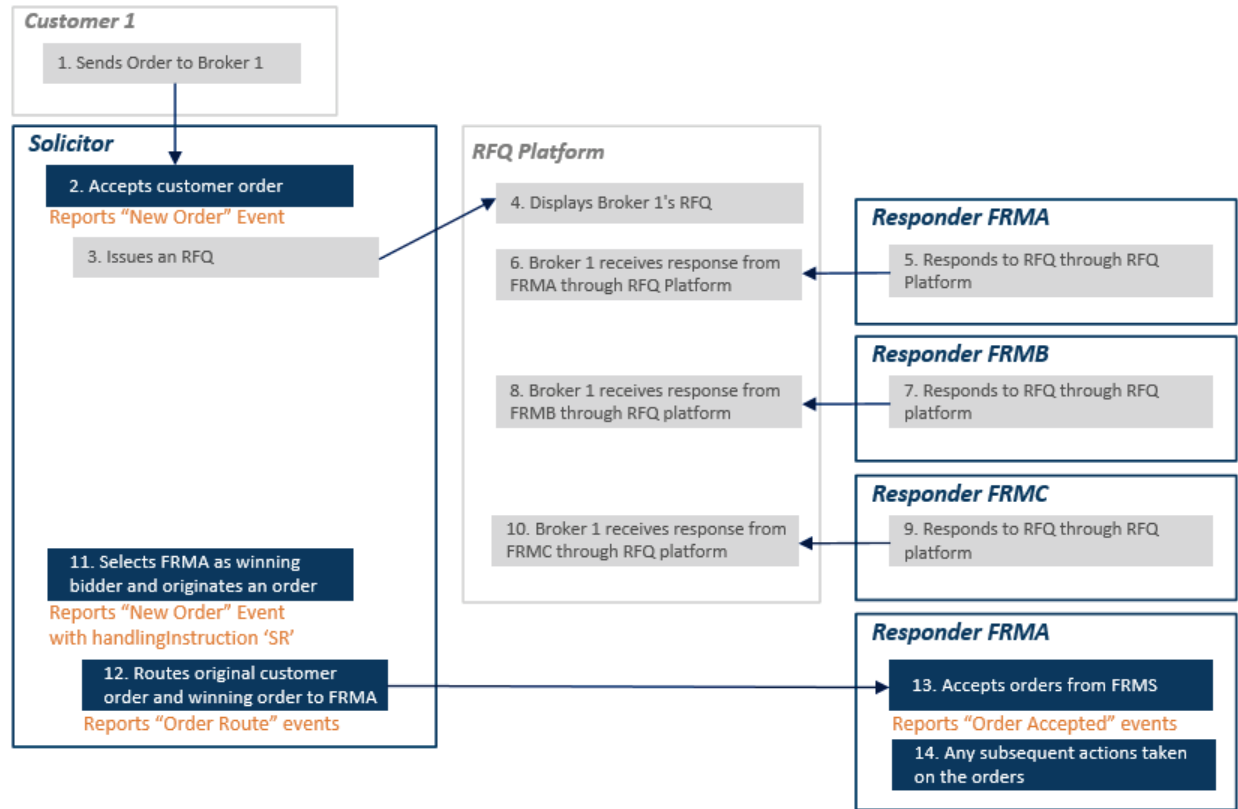 Customer 1
1. Sends Order to Broker 1
Solicitor
2. Accepts customer order
Reports “New Order” Event
3. Issues an RFQ
RFQ Platform
4. Displays Broker 1's RFQ
Responder FRMA
5. Responds to RFQ through RFQ
Platform
6. Broker 1 receives response from
FRMA through RFQ Platform
Responder FRMB
7. Responds to RFQ through RFQ
platform
8. Broker 1 receives response from
FRMB through RFQ platform
Responder FRMC
9. Responds to RFQ through RFQ
platform
10. Broker 1 receives response from
FRMC through RFQ platform
11. Selects FRMA as winning
bidder and originates an order
Reports “New Order” Event
with handlingInstruction ‘SR’
12. Routes original customer
order and winning order to FRMA
Reports “Order Route” events
Responder FRMA
13. Accepts orders from FRMS
Reports “Order Accepted” events
14. Any subsequent actions taken
on the orders